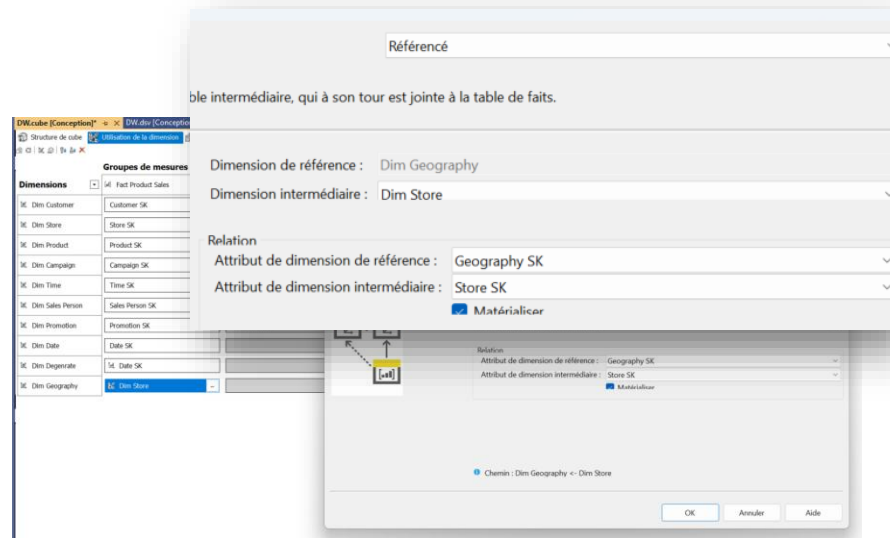 Référencé
ble intermédiaire, qui à son tour est jointe à la table de faits.
Dimension de référence : Dim Geography
Dimension intermédiaire : Dim Store
Relation
Attribut de dimension de référence : Geography SK
Attribut de dimension intermédiaire : Store SK
Matérialiser
DW.cube [Conception]* DW.dsv [Conception
Structure de cube Utilisation de la dimension
Groupes de mesures
Dimensions Fact Product Sales
Dim Customer Customer SK
Dim Store Store SK
Dim Product Product SK
Dim Campaign Campaign SK
Dim Time Time SK
Dim Sales Person Sales Person SK
Dim Promotion Promotion SK
Dim Date Date SK
Dim Degenrate Date SK
Dim Geography Dim Store
Relation
Attribut de dimension de référence : Geography SK
Attribut de dimension intermédiaire : Store SK
Matérialiser
Chemin : Dim Geography <- Dim Store
OK Annuler Aide